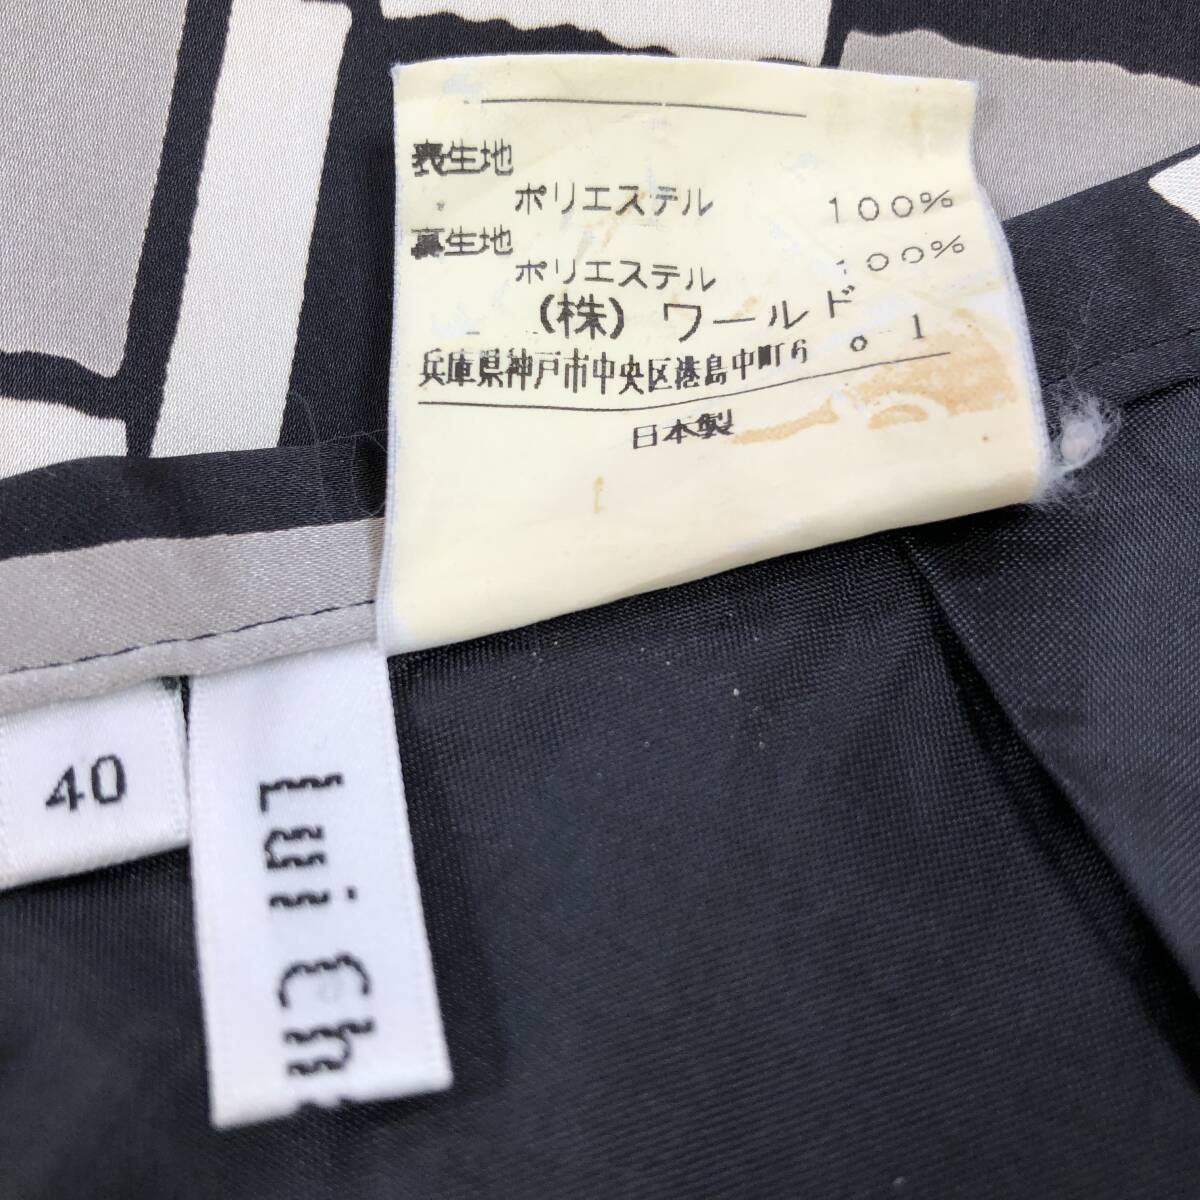 表生地
ポリエステル 100%
裏生地
ポリエステル 100%
(株) ワールド
兵庫県神戸市中央区港島中町6。1
日本製
40
Lui Ch